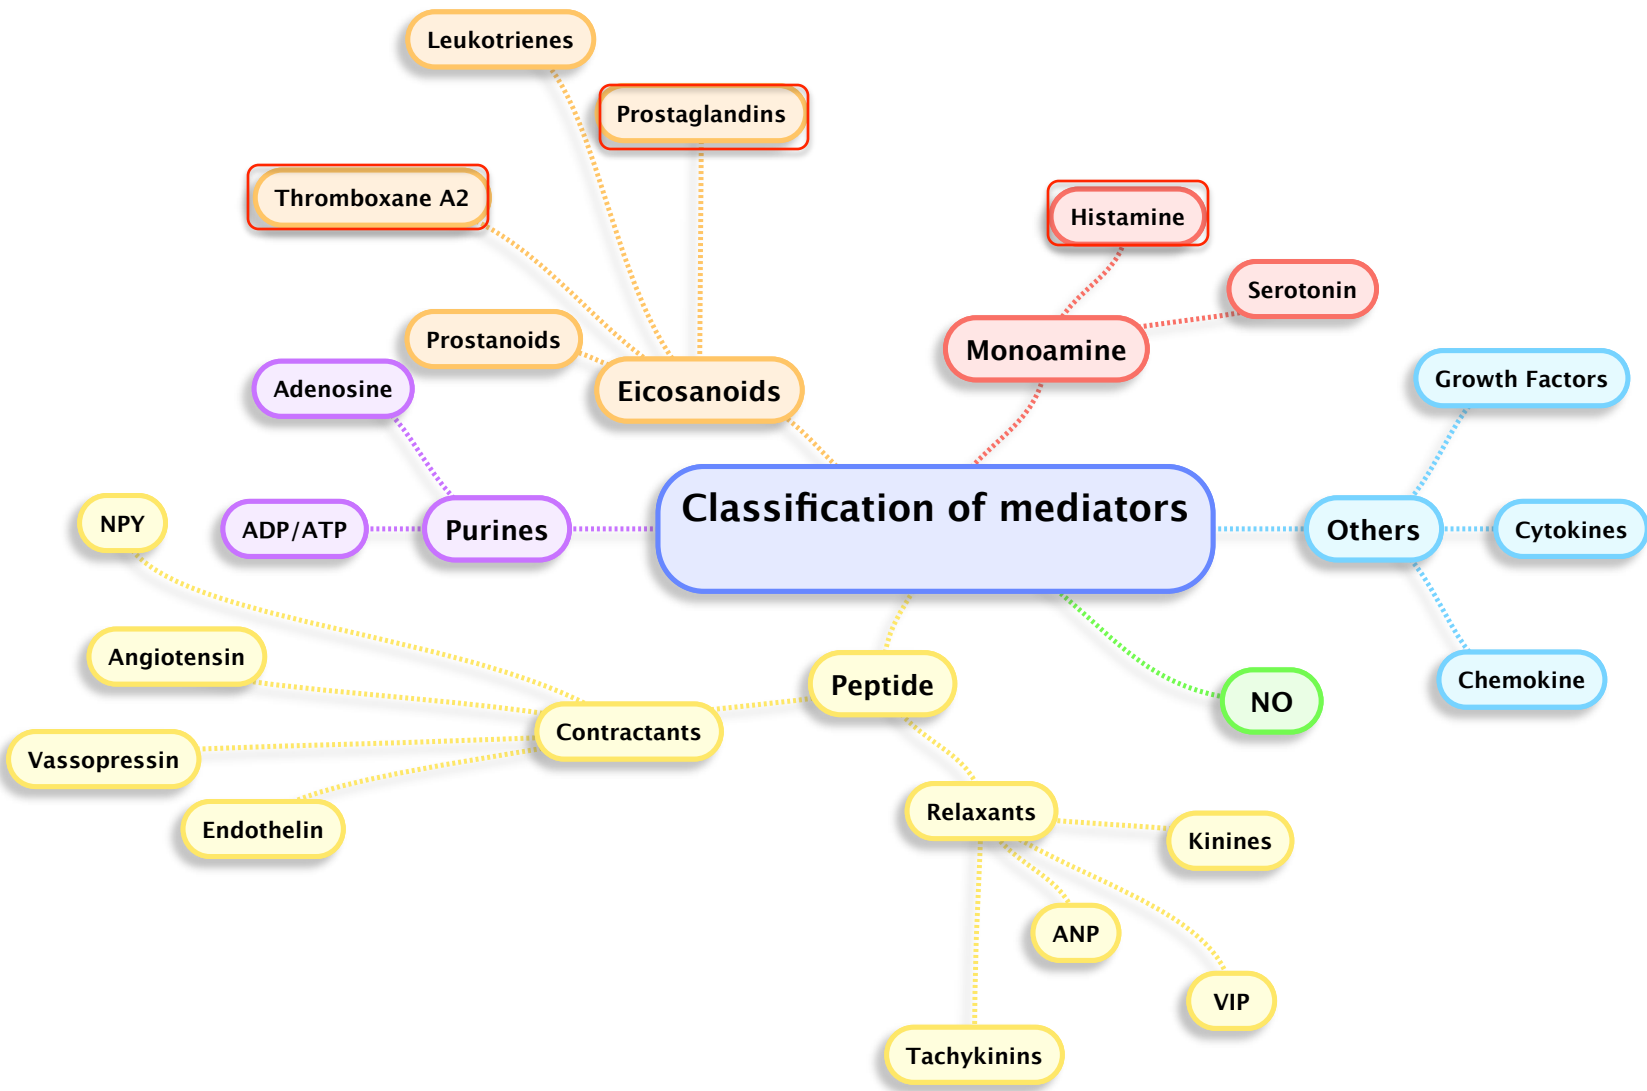 Leukotrienes
Prostaglandins
Thromboxane A2
Histamine
Serotonin
Prostanoids
Monoamine
Adenosine
Eicosanoids
Growth Factors
Classification of mediators
NPY
ADP/ATP
Purines
Others
Cytokines
Angiotensin
Peptide
Chemokine
NO
Contractants
Vassopressin
Relaxants
Endothelin
Kinines
ANP
VIP
Tachykinins